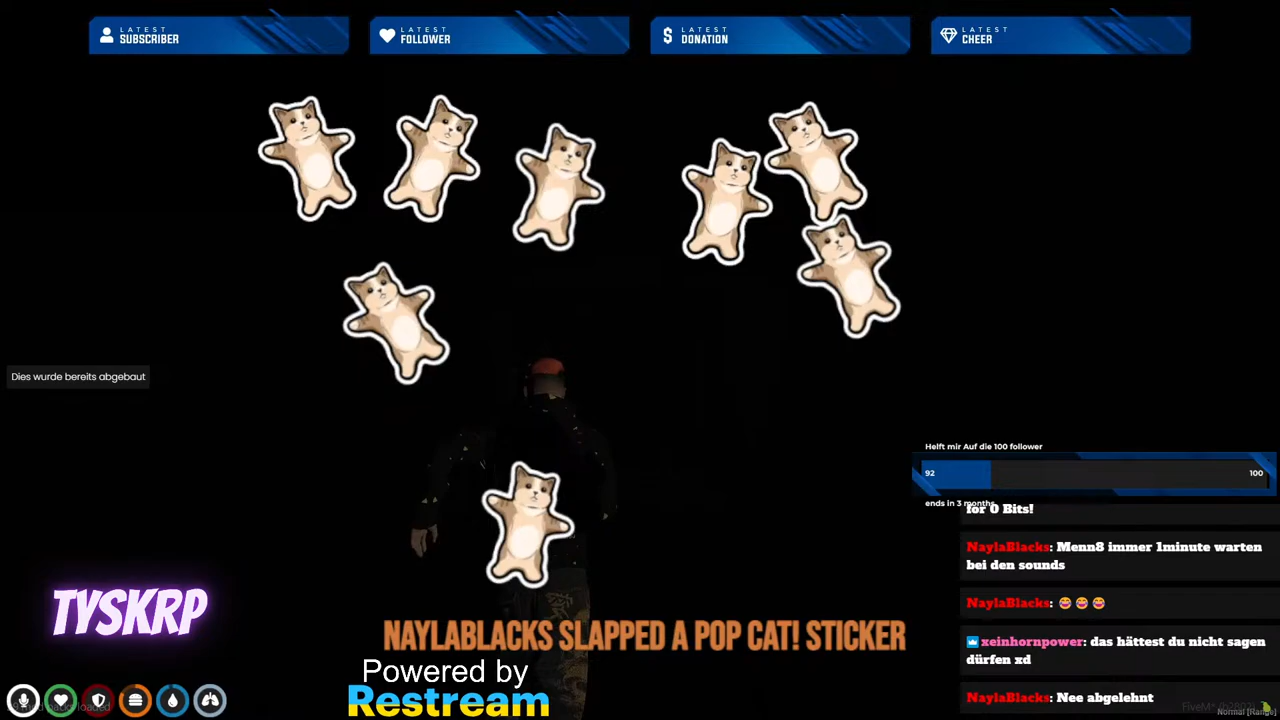 LATEST
SUBSCRIBER
LATEST
FOLLOWER
LATEST
DONATION
LATEST
CHEER
Dies wurde bereits abgebaut
Helft mir Auf die 100 follower
92
100
ends in 3 months
for 0 Bits!
NaylaBlacks: Menn8 immer 1minute warten
bei den sounds
NaylaBlacks: 😂😂😂
xeinhornpower: das hättest du nicht sagen
dürfen xd
NaylaBlacks: Nee abgelehnt
TYSKRP
NAYLABLACKS SLAPPED A POP CAT! STICKER
Powered by
Restream
Normal [Range]